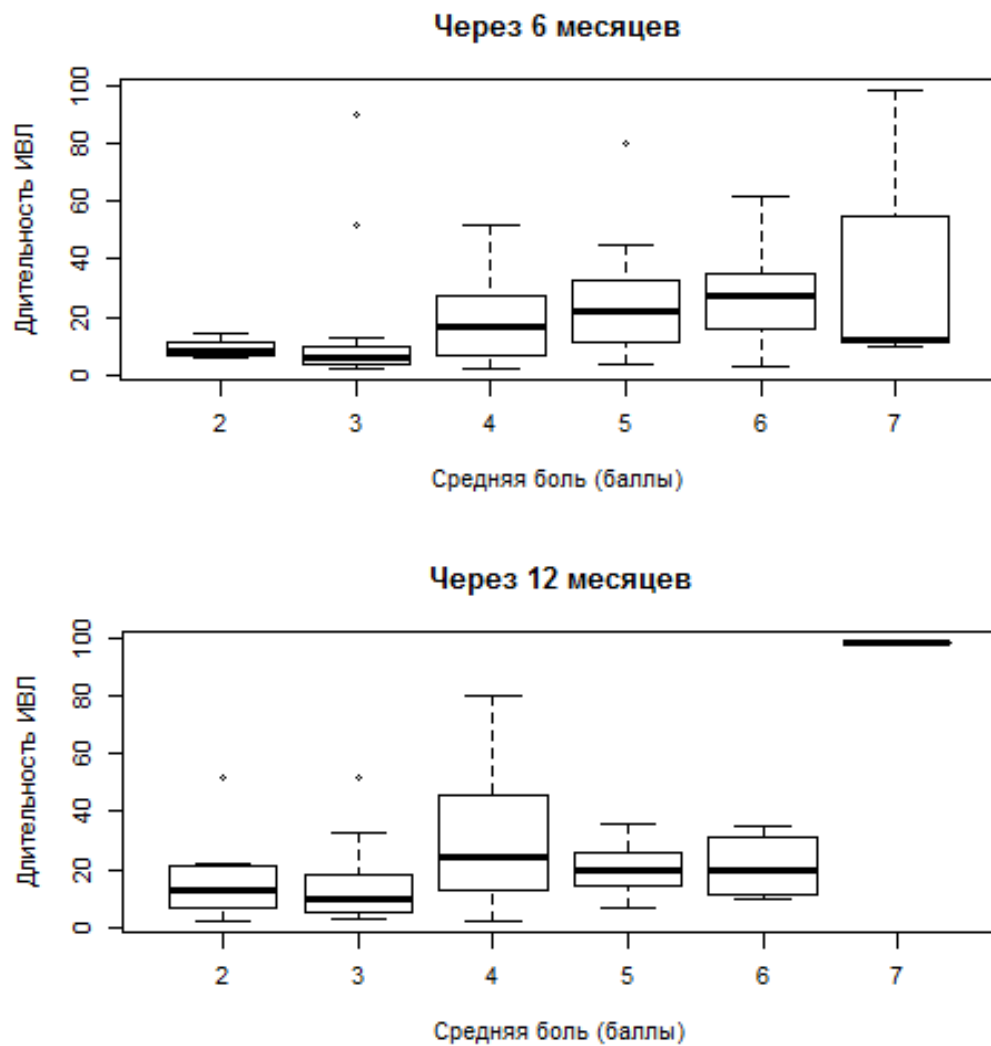 Через 6 месяцев
Длительность ИВЛ
100
80
60
40
20
0
2 3 4 5 6 7
Средняя боль (баллы)
Через 12 месяцев
Длительность ИВЛ
100
80
60
40
20
0
2 3 4 5 6 7
Средняя боль (баллы)